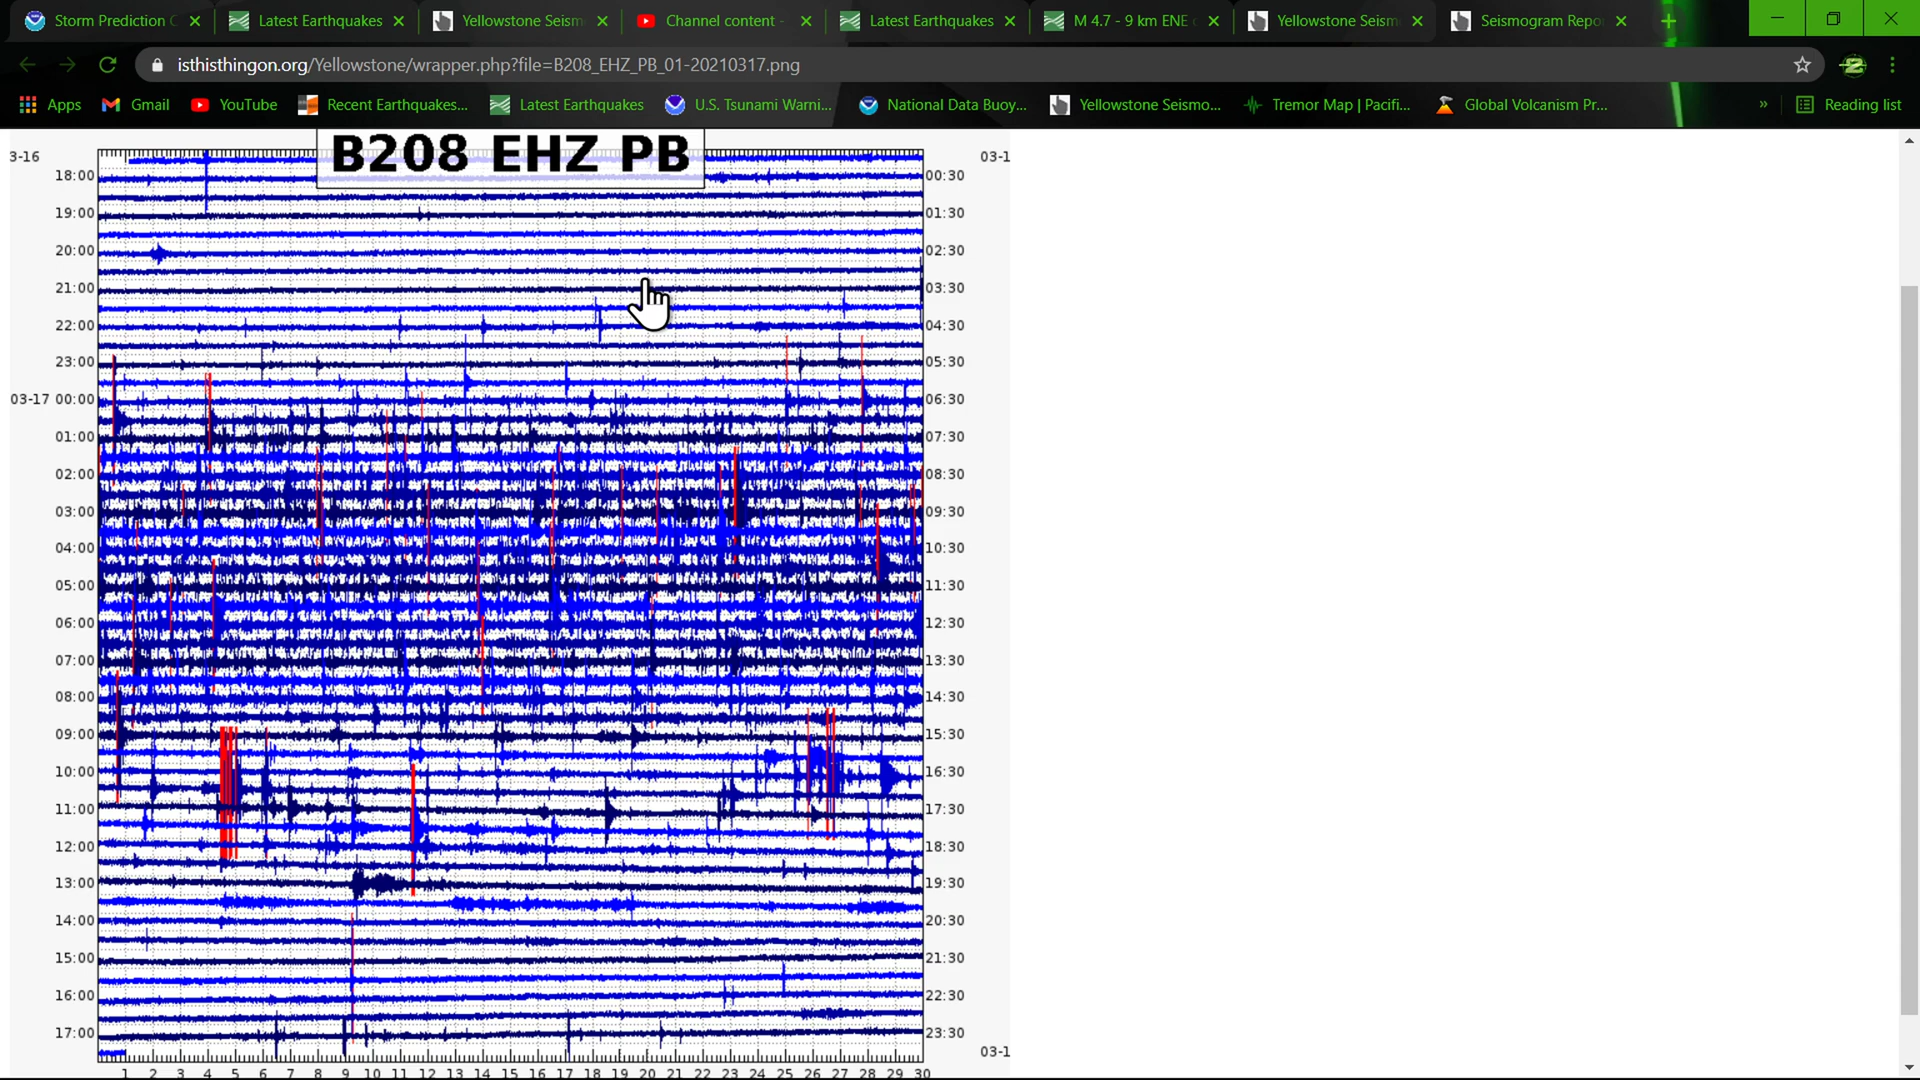 Storm Prediction C
Latest Earthquakes
Yellowstone Seism
Channel content -
Latest Earthquakes
M 4.7 - 9 km ENE
Yellowstone Seism
Seismogram Repo
isthisthingon.org/Yellowstone/wrapper.php?file=B208_EHZ_PB_01-20210317.png
Apps Gmail YouTube Recent Earthquakes... Latest Earthquakes U.S. Tsunami Warni... National Data Buoy... Yellowstone Seismo... Tremor Map | Pacifi... Global Volcanism Pr... » Reading list
B208 EHZ PB
3-16 03-1
18:00 00:30
19:00 01:30
20:00 02:30
21:00 03:30
22:00 04:30
23:00 05:30
03-17 00:00 06:30
01:00 07:30
02:00 08:30
03:00 09:30
04:00 10:30
05:00 11:30
06:00 12:30
07:00 13:30
08:00 14:30
09:00 15:30
10:00 16:30
11:00 17:30
12:00 18:30
13:00 19:30
14:00 20:30
15:00 21:30
16:00 22:30
17:00 23:30
03-1
1 2 3 4 5 6 7 8 9 10 11 12 13 14 15 16 17 18 19 20 21 22 23 24 25 26 27 28 29 30